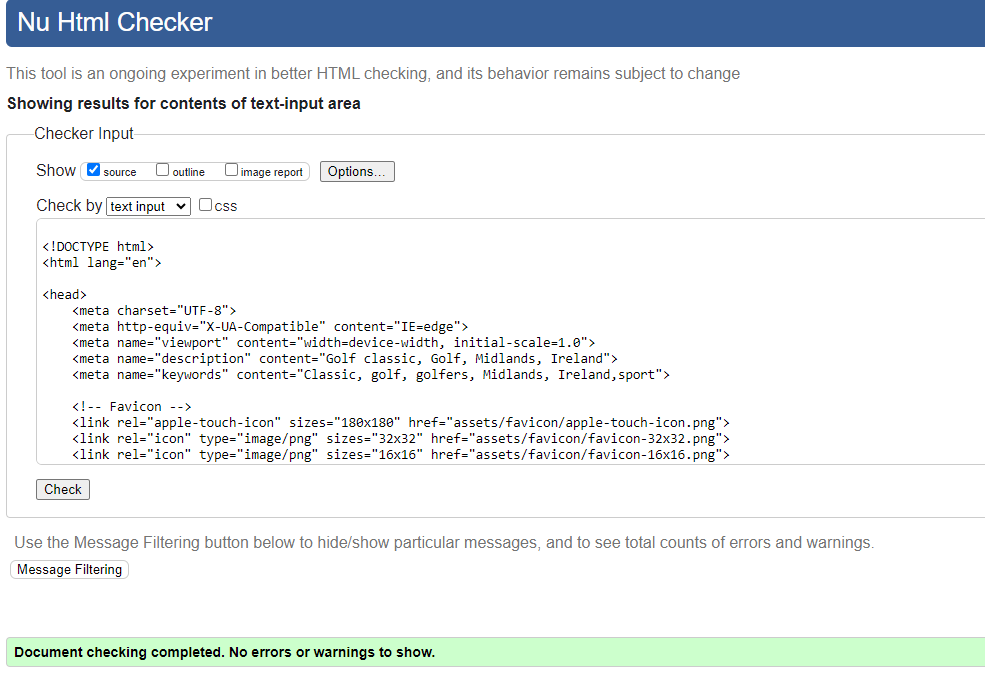 Nu Html Checker
This tool is an ongoing experiment in better HTML checking, and its behavior remains subject to change
Showing results for contents of text-input area
Checker Input
Show source outline image report Options...
Check by text input css
<!DOCTYPE html>
<html lang="en">
<head>
<meta charset="UTF-8">
<meta http-equiv="X-UA-Compatible" content="IE=edge">
<meta name="viewport" content="width=device-width, initial-scale=1.0">
<meta name="description" content="Golf classic, Golf, Midlands, Ireland">
<meta name="keywords" content="Classic, golf, golfers, Midlands, Ireland,sport">
<!-- Favicon -->
<link rel="apple-touch-icon" sizes="180x180" href="assets/favicon/apple-touch-icon.png">
<link rel="icon" type="image/png" sizes="32x32" href="assets/favicon/favicon-32x32.png">
<link rel="icon" type="image/png" sizes="16x16" href="assets/favicon/favicon-16x16.png">
Check
Use the Message Filtering button below to hide/show particular messages, and to see total counts of errors and warnings.
Message Filtering
Document checking completed. No errors or warnings to show.